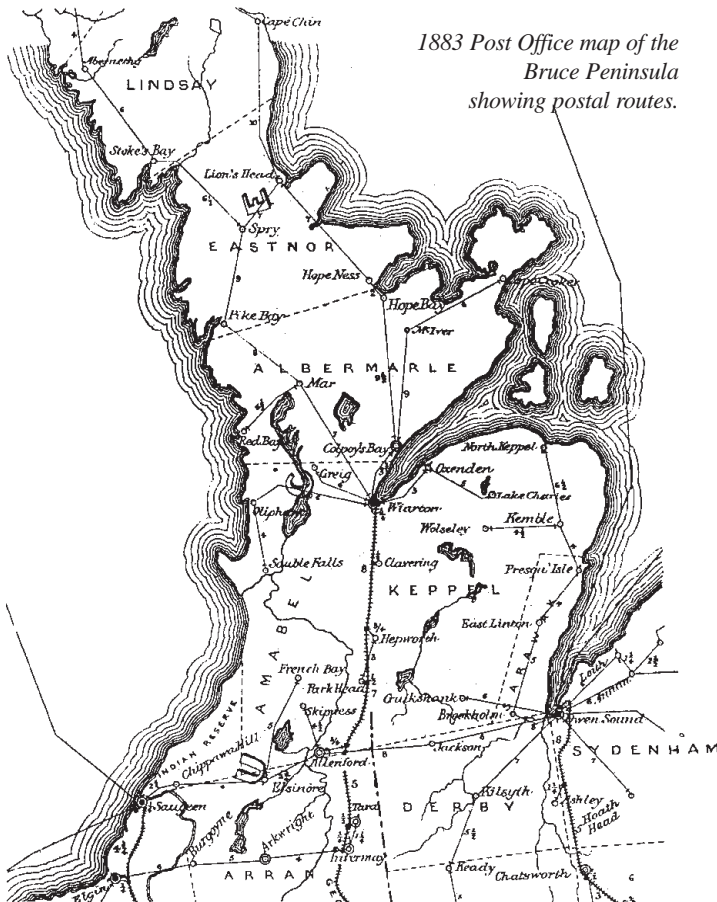 1883 Post Office map of the
Bruce Peninsula
showing postal routes.
Cape Chin
LINDSAY
Stoke's Bay
Lion's Head
Spry
EASTNOR
Hope Ness
Hope Bay
Pike Bay
McIver
ALBERMARLE
Mar
Red Bay
Colpoy's Bay
North Keppel
Greig
Oxenden
Lake Charles
Oliphant
Wiarton
Wolseley
Kemble
Clavering
Sauble Falls
KEPPEL
Presqu' Isle
AMABEL
East Linton
SARAWAK
Hepworth
French Bay
Park Head
Cruikshank
Skipness
Brookholm
Owen Sound
INDIAN RESERVE
Chippawa Hill
Allenford
Jackson
SYDENHAM
Elsinore
Saugeen
Kilsyth
Tara
DERBY
Ashley
Hoath
Head
Burgoyne
Arkwright
Invermay
Elgin
ARRAN
Keady
Chatsworth